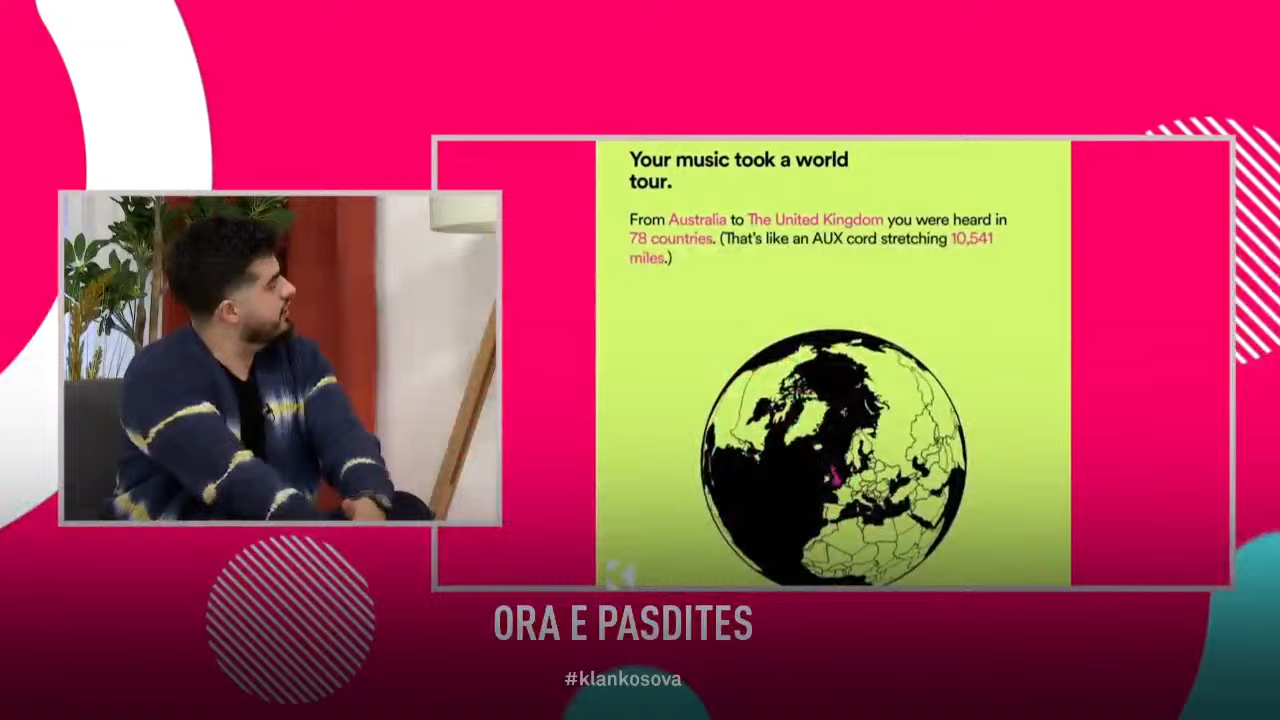 Your music took a world
tour.
From Australia to The United Kingdom you were heard in
78 countries. (That's like an AUX cord stretching 10,541
miles.)
ORA E PASDITES
#klankosova